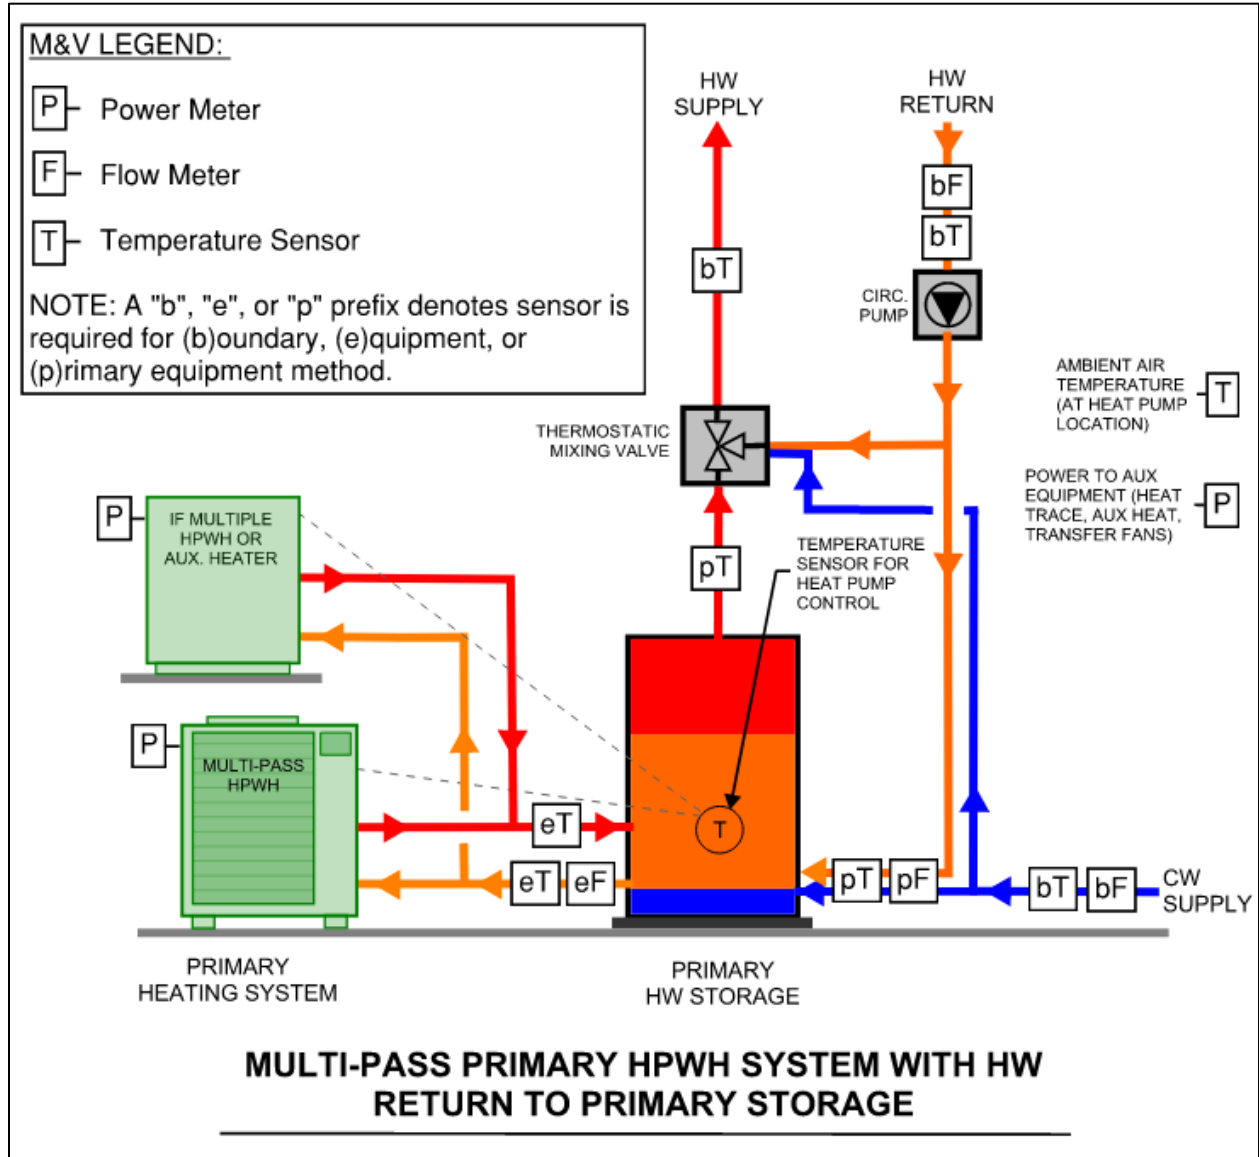 M&V LEGEND:
P Power Meter
F Flow Meter
T Temperature Sensor
NOTE: A "b", "e", or "p" prefix denotes sensor is
required for (b)oundary, (e)quipment, or
(p)rimary equipment method.
HW
SUPPLY
HW
RETURN
bF
bT
bT
CIRC.
PUMP
AMBIENT AIR
TEMPERATURE
(AT HEAT PUMP
LOCATION)
T
THERMOSTATIC
MIXING VALVE
POWER TO AUX
EQUIPMENT (HEAT
TRACE, AUX HEAT,
TRANSFER FANS)
P
P
IF MULTIPLE
HPWH OR
AUX. HEATER
pT
TEMPERATURE
SENSOR FOR
HEAT PUMP
CONTROL
P
MULTI-PASS
HPWH
eT
T
eT
eF
pT
pF
bT
bF
CW
SUPPLY
PRIMARY
HEATING SYSTEM
PRIMARY
HW STORAGE
MULTI-PASS PRIMARY HPWH SYSTEM WITH HW
RETURN TO PRIMARY STORAGE